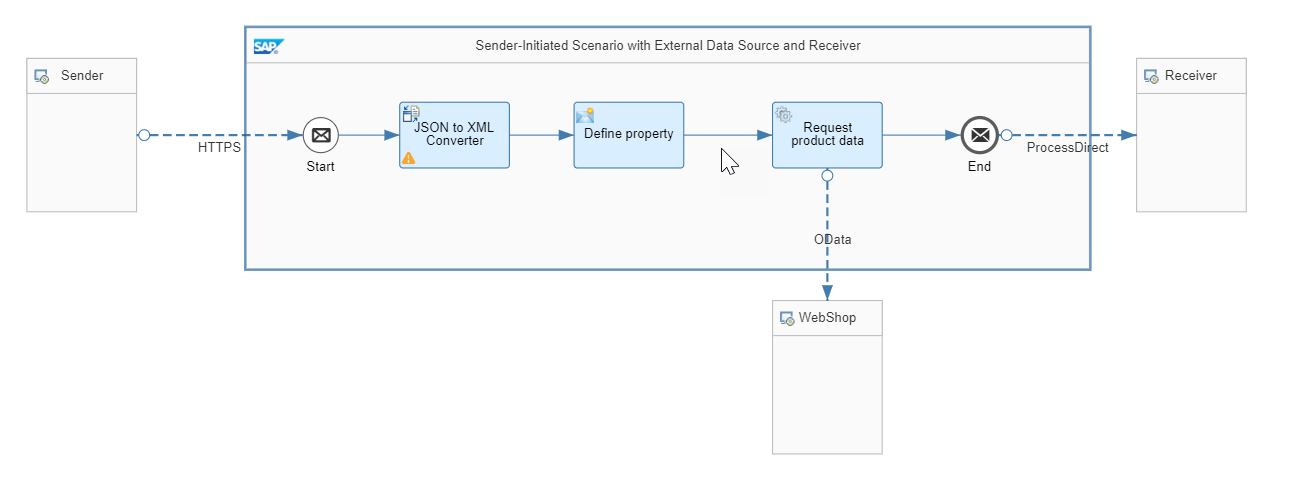 SAP
Sender-Initiated Scenario with External Data Source and Receiver
Sender
Receiver
HTTPS
Start
JSON to XML
Converter
Define property
Request
product data
End
ProcessDirect
OData
WebShop